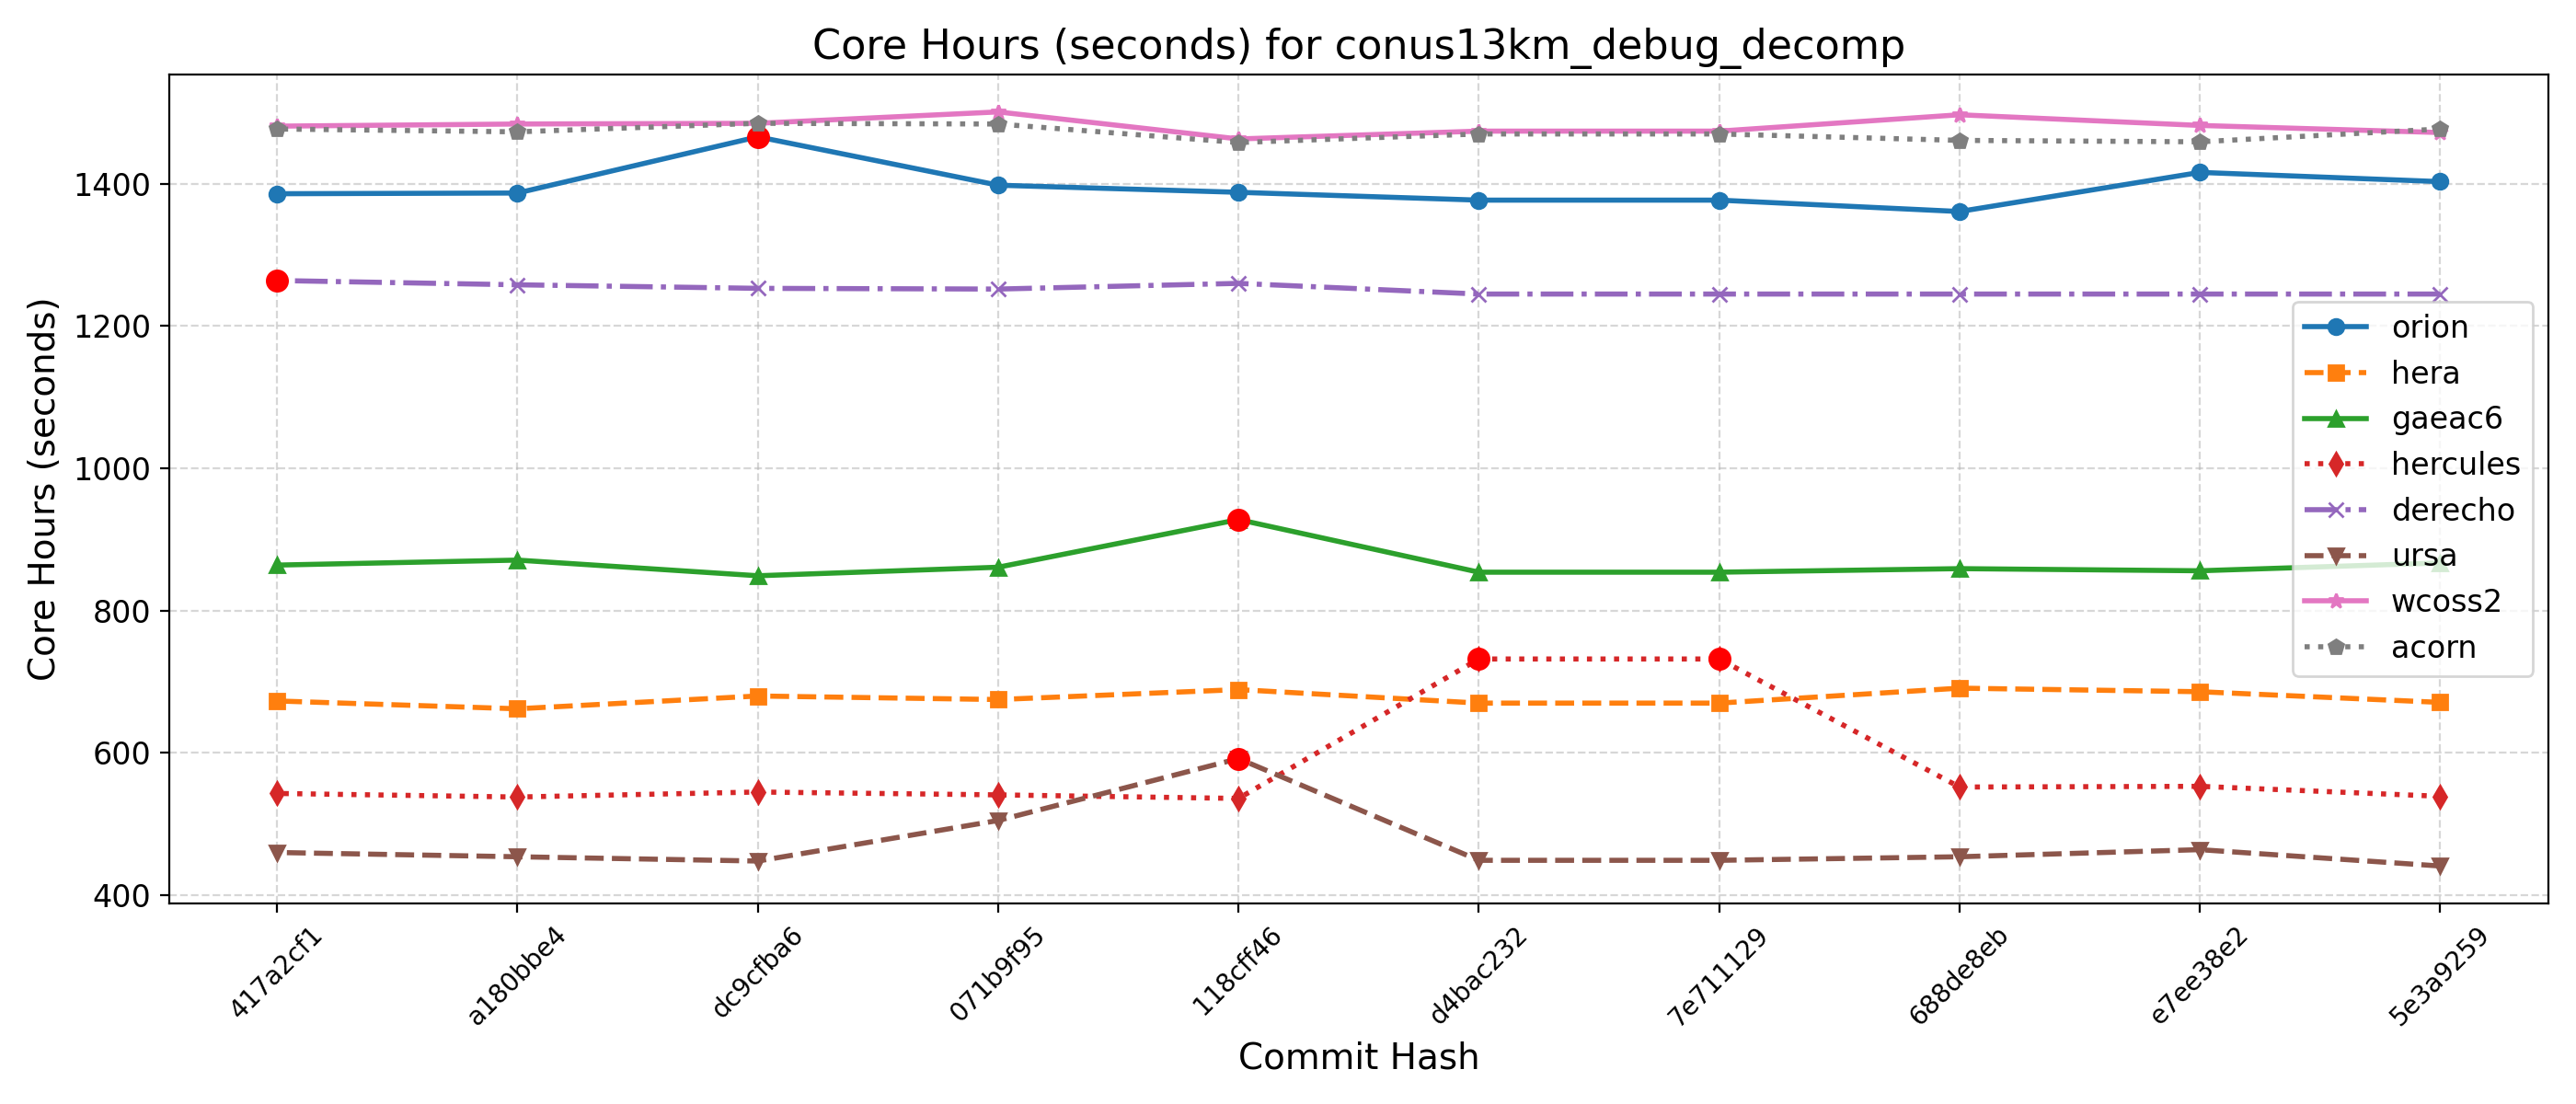 Core Hours (seconds) for conus13km_debug_decomp
Core Hours (seconds)
1400
1200
1000
800
600
400
orion
hera
gaeac6
hercules
derecho
ursa
wcoss2
acorn
417a2cf1
a180bbe4
dc9cfba6
071b9f95
118cff46
d4bac232
7e711129
688de8eb
e7ee38e2
5e3a9259
Commit Hash